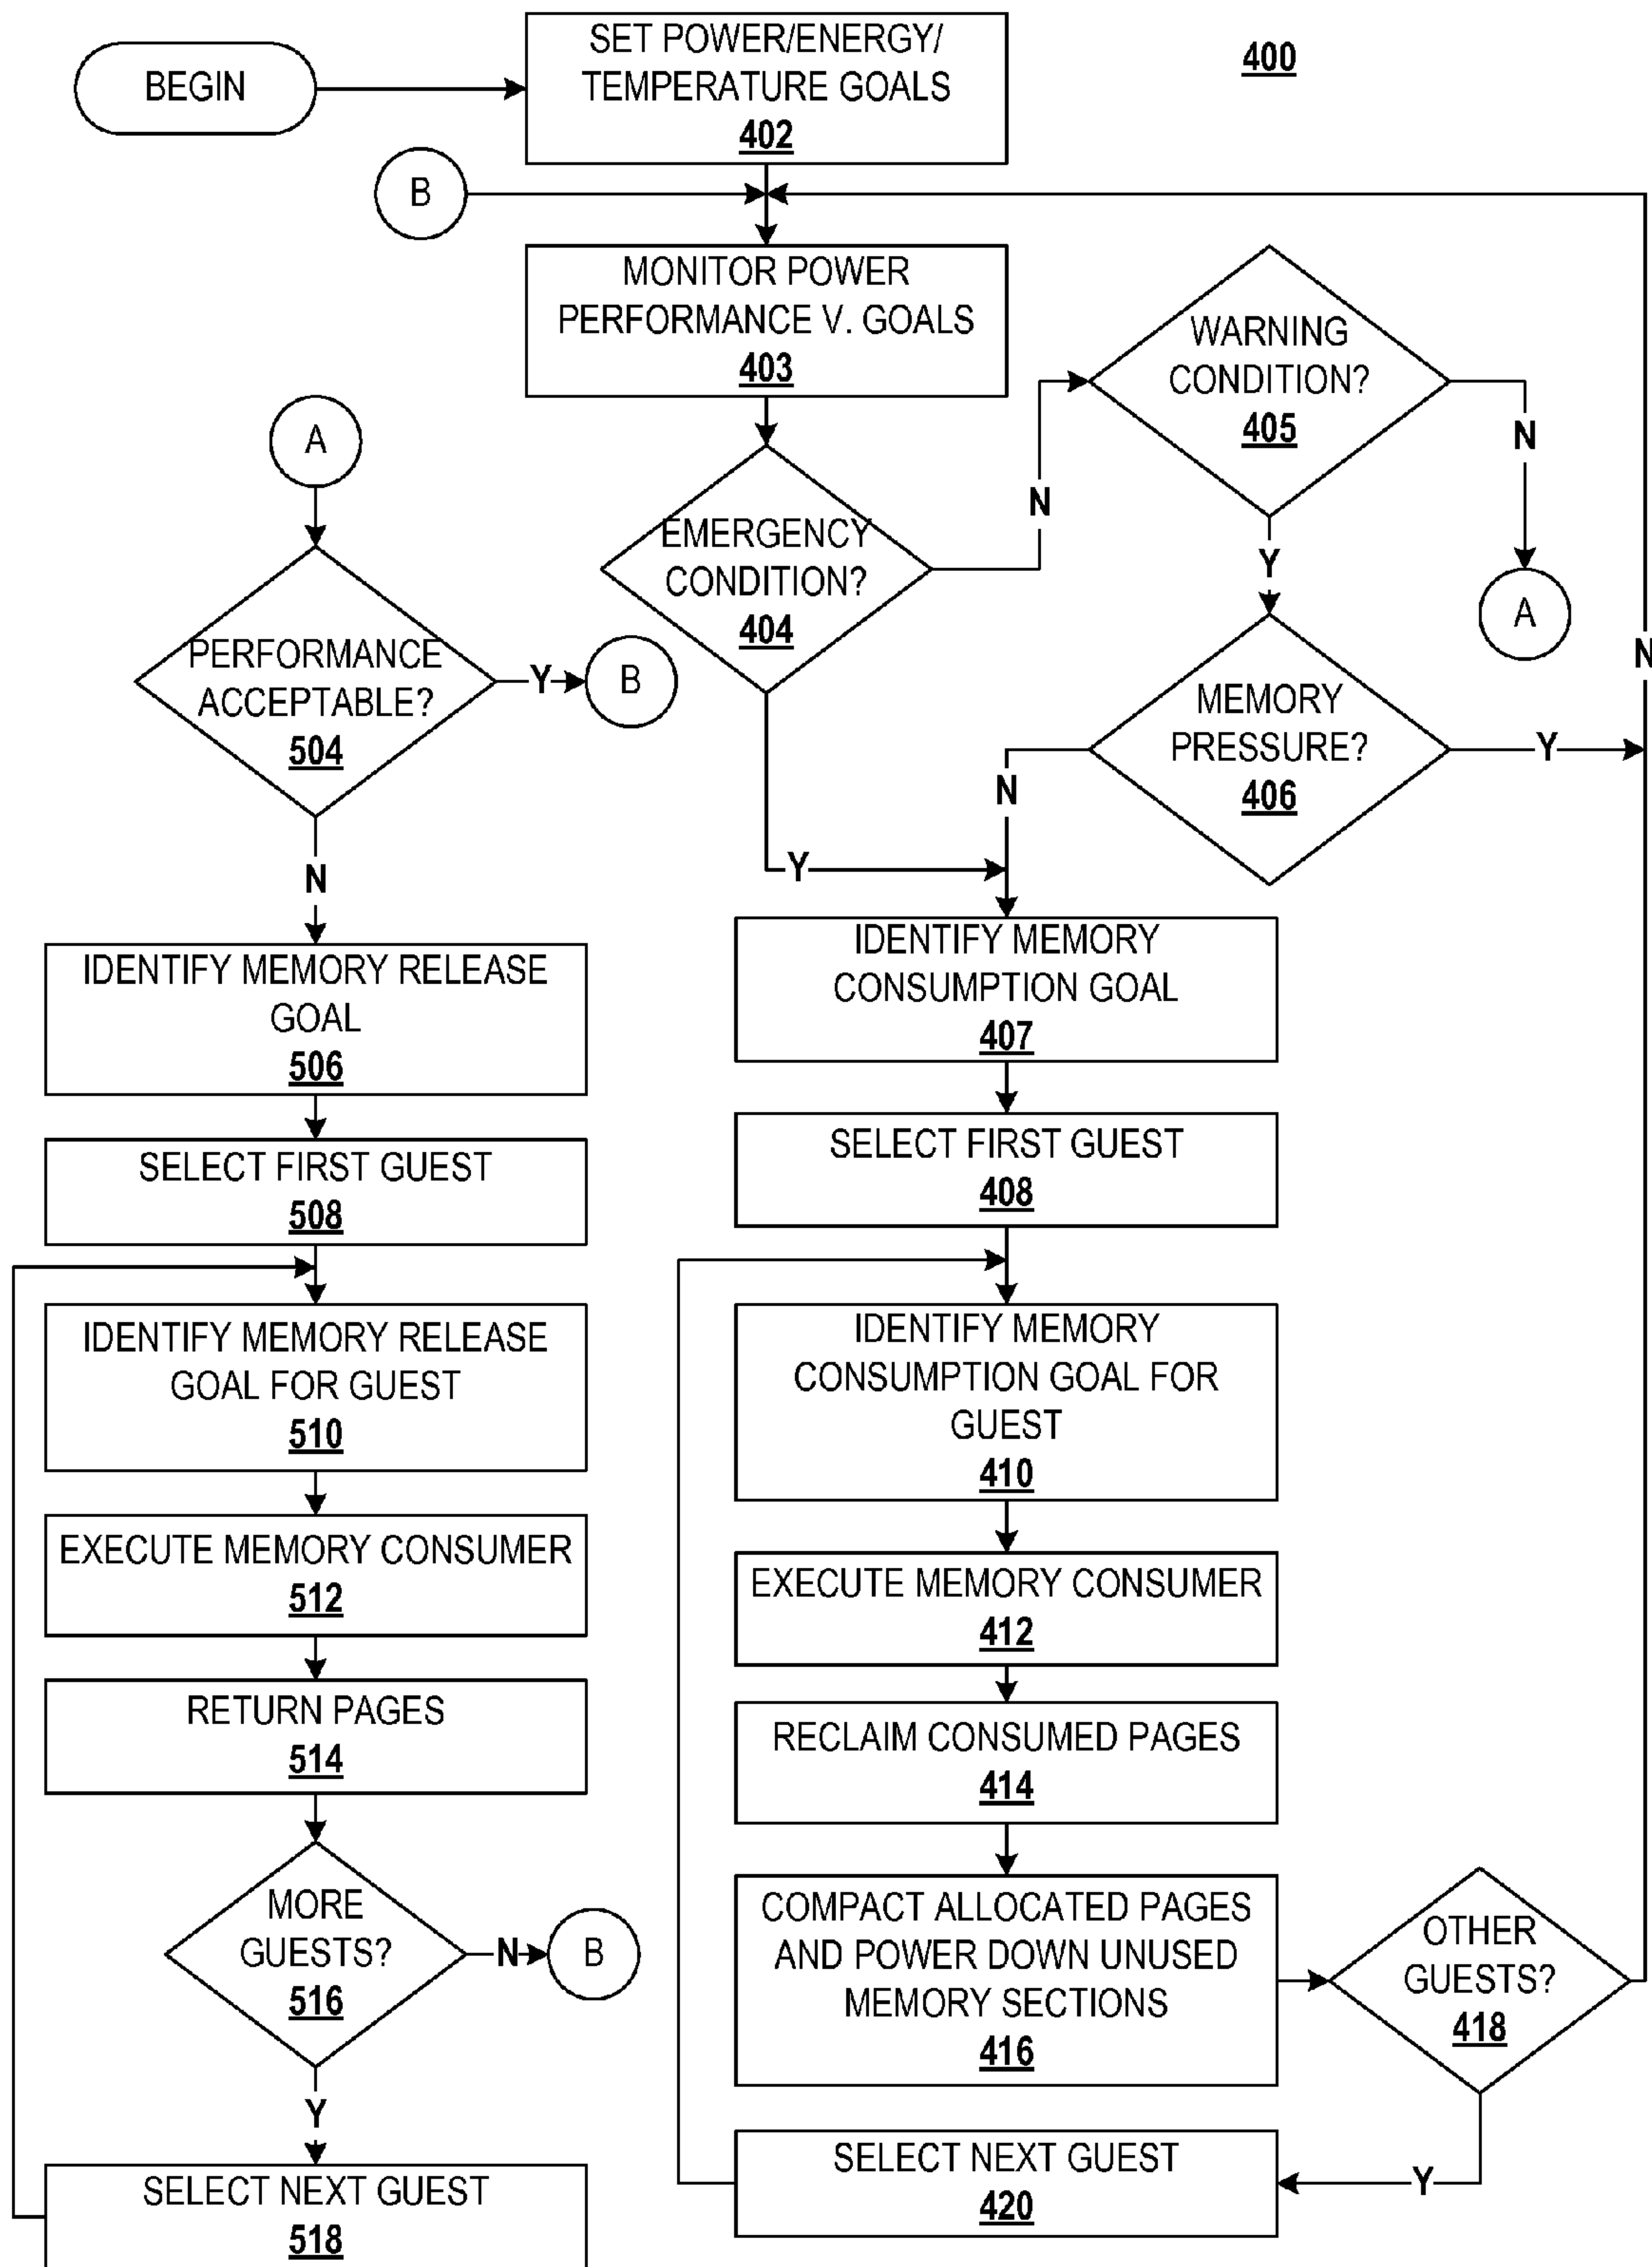 400
BEGIN
SET POWER/ENERGY/
TEMPERATURE GOALS
402
B
MONITOR POWER
PERFORMANCE V. GOALS
403
WARNING
CONDITION?
405
N
A
Y
EMERGENCY
CONDITION?
404
N
Y
MEMORY
PRESSURE?
406
Y
N
N
A
PERFORMANCE
ACCEPTABLE?
504
Y
B
N
IDENTIFY MEMORY RELEASE
GOAL
506
SELECT FIRST GUEST
508
IDENTIFY MEMORY RELEASE
GOAL FOR GUEST
510
EXECUTE MEMORY CONSUMER
512
RETURN PAGES
514
MORE
GUESTS?
516
N
B
Y
SELECT NEXT GUEST
518
IDENTIFY MEMORY
CONSUMPTION GOAL
407
SELECT FIRST GUEST
408
IDENTIFY MEMORY
CONSUMPTION GOAL FOR
GUEST
410
EXECUTE MEMORY CONSUMER
412
RECLAIM CONSUMED PAGES
414
COMPACT ALLOCATED PAGES
AND POWER DOWN UNUSED
MEMORY SECTIONS
416
OTHER
GUESTS?
418
Y
SELECT NEXT GUEST
420